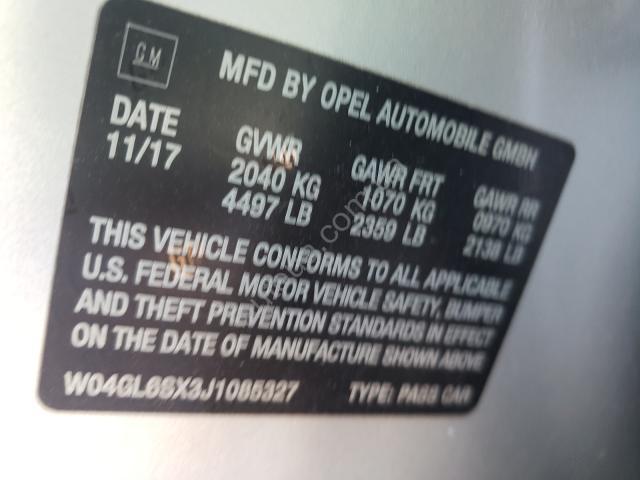 GM
MFD BY OPEL AUTOMOBILE GMBH
DATE
11/17
GVWR
2040 KG
4497 LB
GAWR FRT
1070 KG
2359 LB
GAWR RR
0970 KG
2138 LB
THIS VEHICLE CONFORMS TO ALL APPLICABLE
U.S. FEDERAL MOTOR VEHICLE SAFETY, BUMPER
AND THEFT PREVENTION STANDARDS IN EFFECT
ON THE DATE OF MANUFACTURE SHOWN ABOVE
W04GL6SX3J1085327 TYPE: PASS CAR